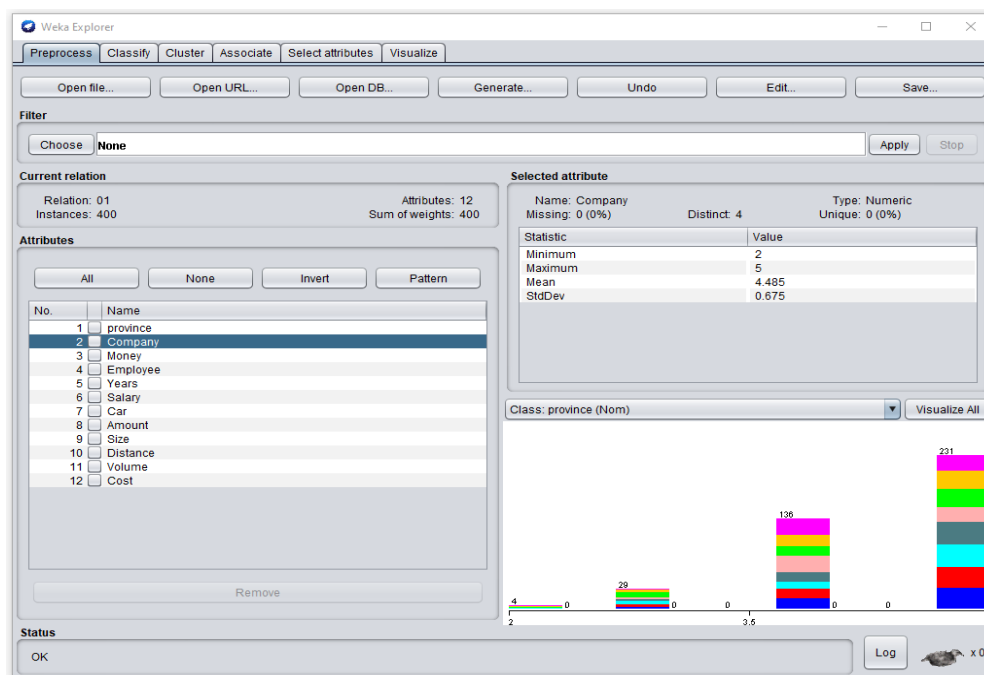 Weka Explorer
Preprocess Classify Cluster Associate Select attributes Visualize
Open file... Open URL... Open DB... Generate... Undo Edit... Save...
Filter
Choose None Apply Stop
Current relation
Relation: 01 Attributes: 12
Instances: 400 Sum of weights: 400
Attributes
All None Invert Pattern
No. Name
1 province
2 Company
3 Money
4 Employee
5 Years
6 Salary
7 Car
8 Amount
9 Size
10 Distance
11 Volume
12 Cost
Remove
Selected attribute
Name: Company Type: Numeric
Missing: 0 (0%) Distinct: 4 Unique: 0 (0%)
Statistic Value
Minimum 2
Maximum 5
Mean 4.485
StdDev 0.675
Class: province (Nom) Visualize All
231
136
29
4 0 0 0 0 0
2 3.5
Status
OK Log x 0